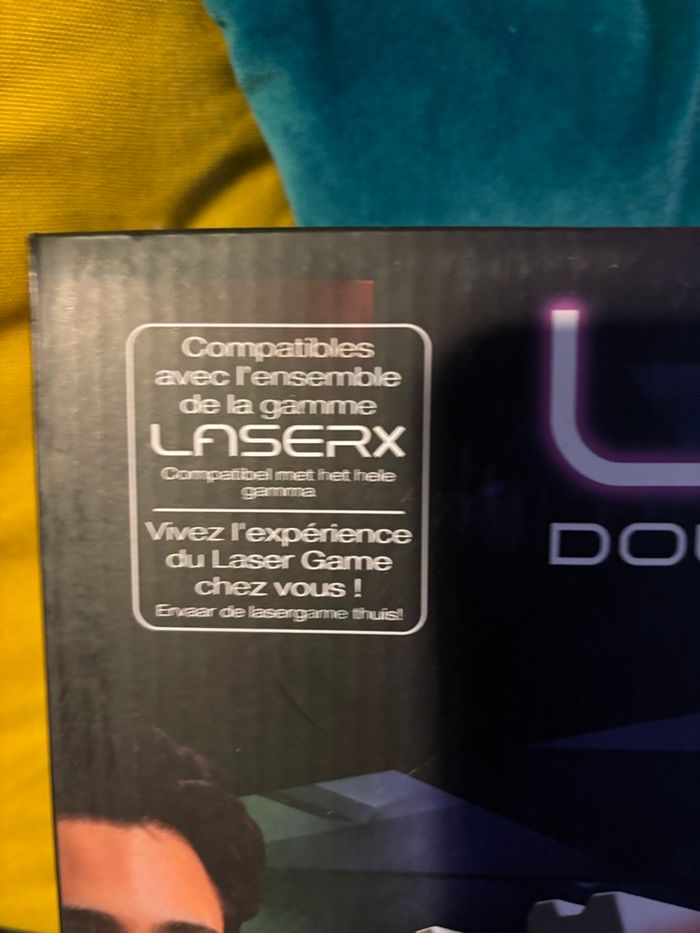 Compatibles
avec l'ensemble
de la gamme
LASERX
Compatibel met het hele
gamma
Vivez l'expérience
du Laser Game
chez vous !
Ervaar de lasergame thuis!
L
DOU